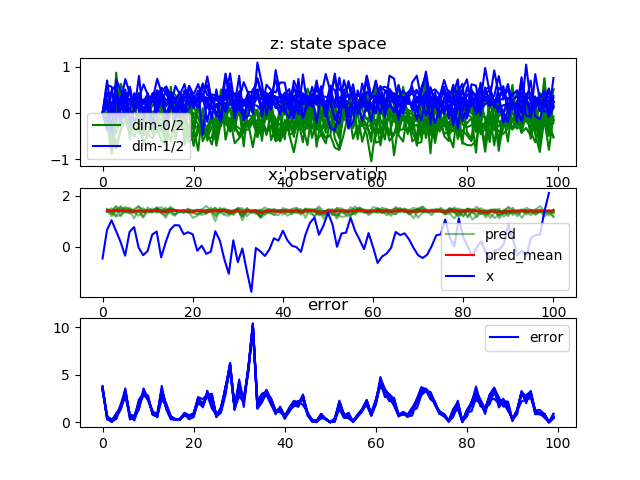 z: state space
1
0
−1
dim-0/2
dim-1/2
0 20 40 60 80 100
x: observation
2
0
pred
pred_mean
x
0 20 40 60 80 100
error
10
5
0
error
0 20 40 60 80 100